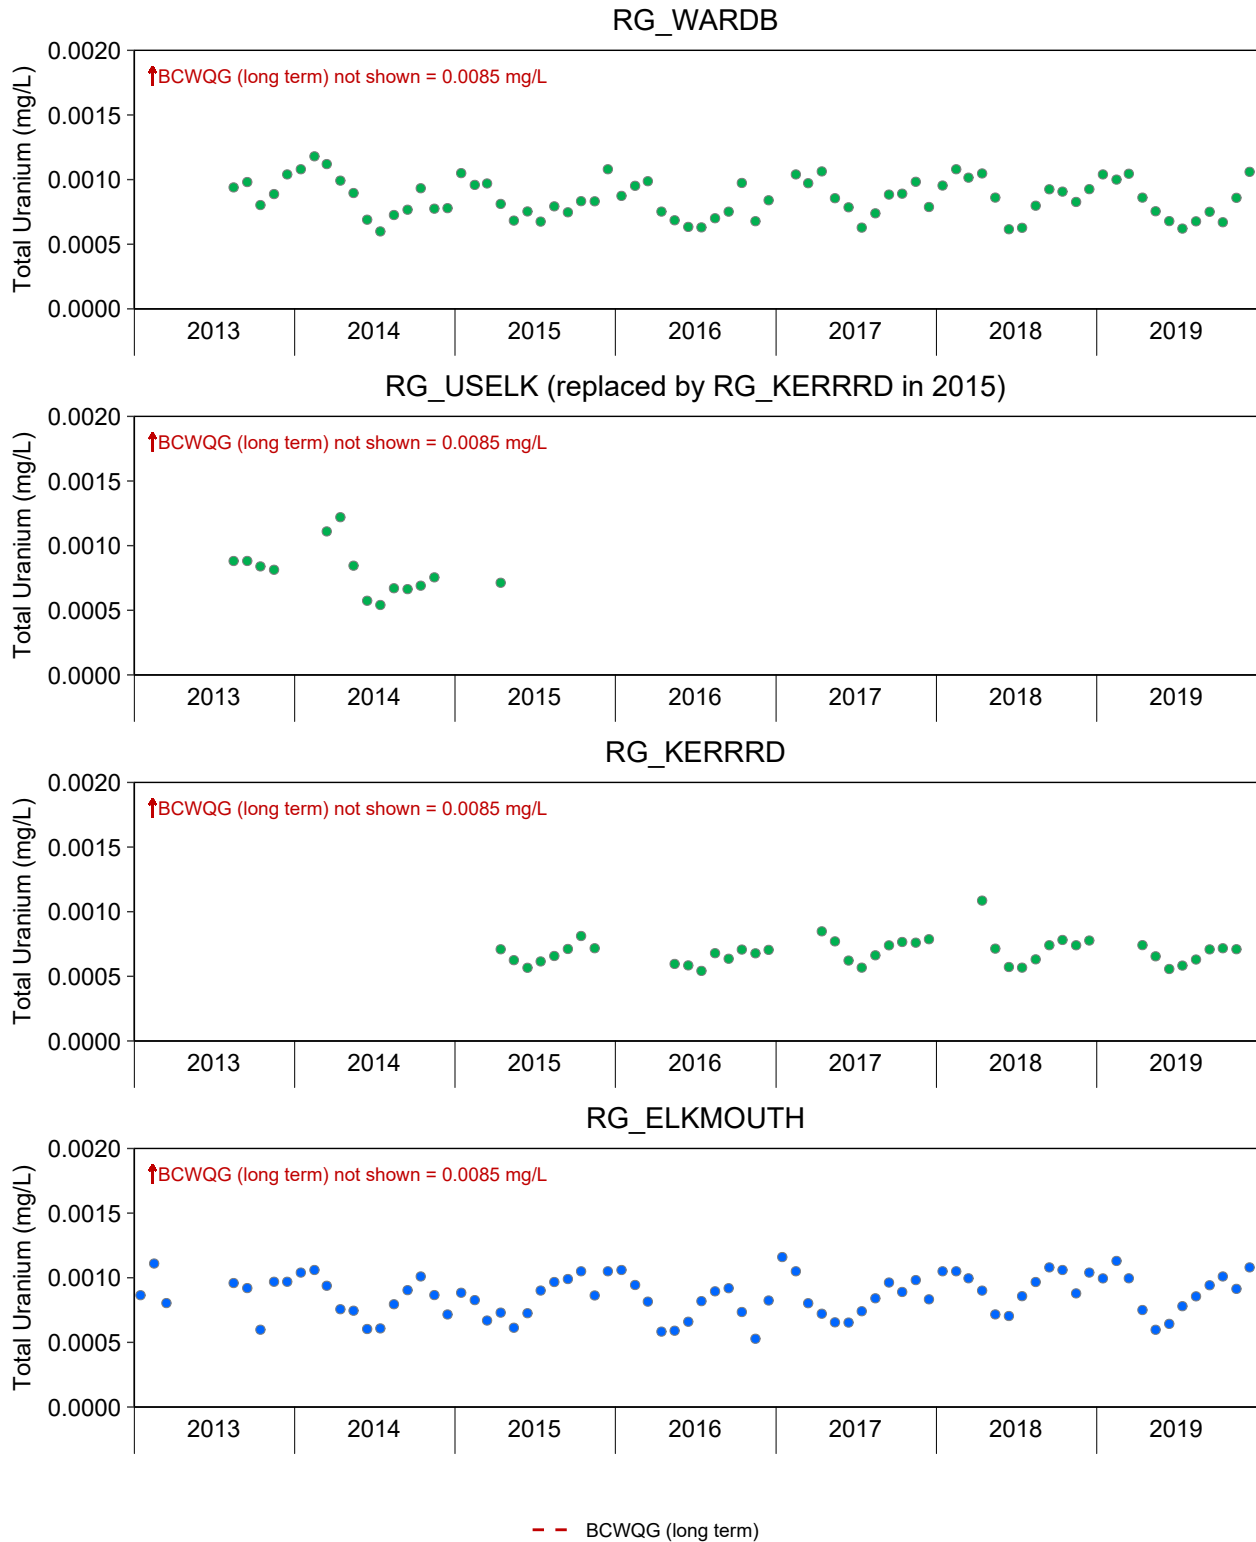 RG_WARDB
Total Uranium (mg/L)
0.0020
0.0015
0.0010
0.0005
0.0000
BCWQG (long term) not shown = 0.0085 mg/L
2013 2014 2015 2016 2017 2018 2019
RG_USELK (replaced by RG_KERRRD in 2015)
Total Uranium (mg/L)
0.0020
0.0015
0.0010
0.0005
0.0000
BCWQG (long term) not shown = 0.0085 mg/L
2013 2014 2015 2016 2017 2018 2019
RG_KERRRD
Total Uranium (mg/L)
0.0020
0.0015
0.0010
0.0005
0.0000
BCWQG (long term) not shown = 0.0085 mg/L
2013 2014 2015 2016 2017 2018 2019
RG_ELKMOUTH
Total Uranium (mg/L)
0.0020
0.0015
0.0010
0.0005
0.0000
BCWQG (long term) not shown = 0.0085 mg/L
2013 2014 2015 2016 2017 2018 2019
BCWQG (long term)